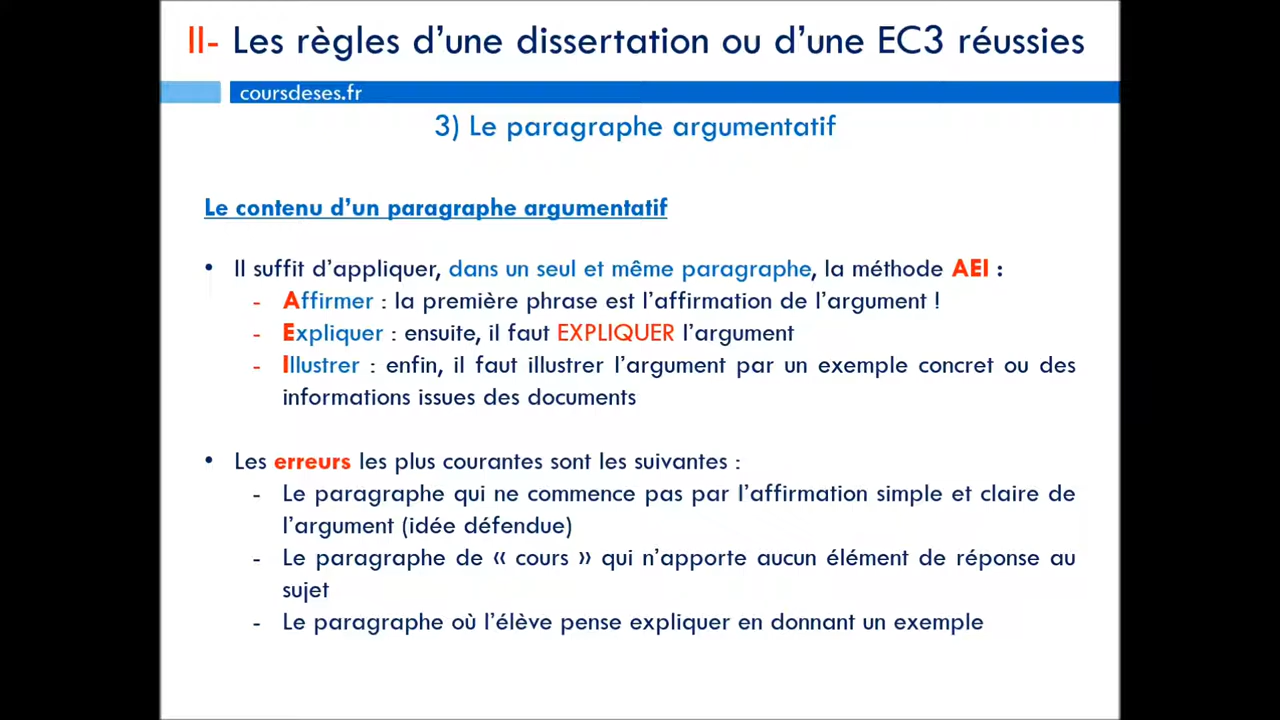 II- Les règles d’une dissertation ou d’une EC3 réussies
coursdeses.fr
3) Le paragraphe argumentatif
Le contenu d’un paragraphe argumentatif
• Il suffit d’appliquer, dans un seul et même paragraphe, la méthode AEI :
- Affirmer : la première phrase est l’affirmation de l’argument !
- Expliquer : ensuite, il faut EXPLIQUER l’argument
- Illustrer : enfin, il faut illustrer l’argument par un exemple concret ou des
informations issues des documents
• Les erreurs les plus courantes sont les suivantes :
- Le paragraphe qui ne commence pas par l’affirmation simple et claire de
l’argument (idée défendue)
- Le paragraphe de « cours » qui n’apporte aucun élément de réponse au
sujet
- Le paragraphe où l’élève pense expliquer en donnant un exemple